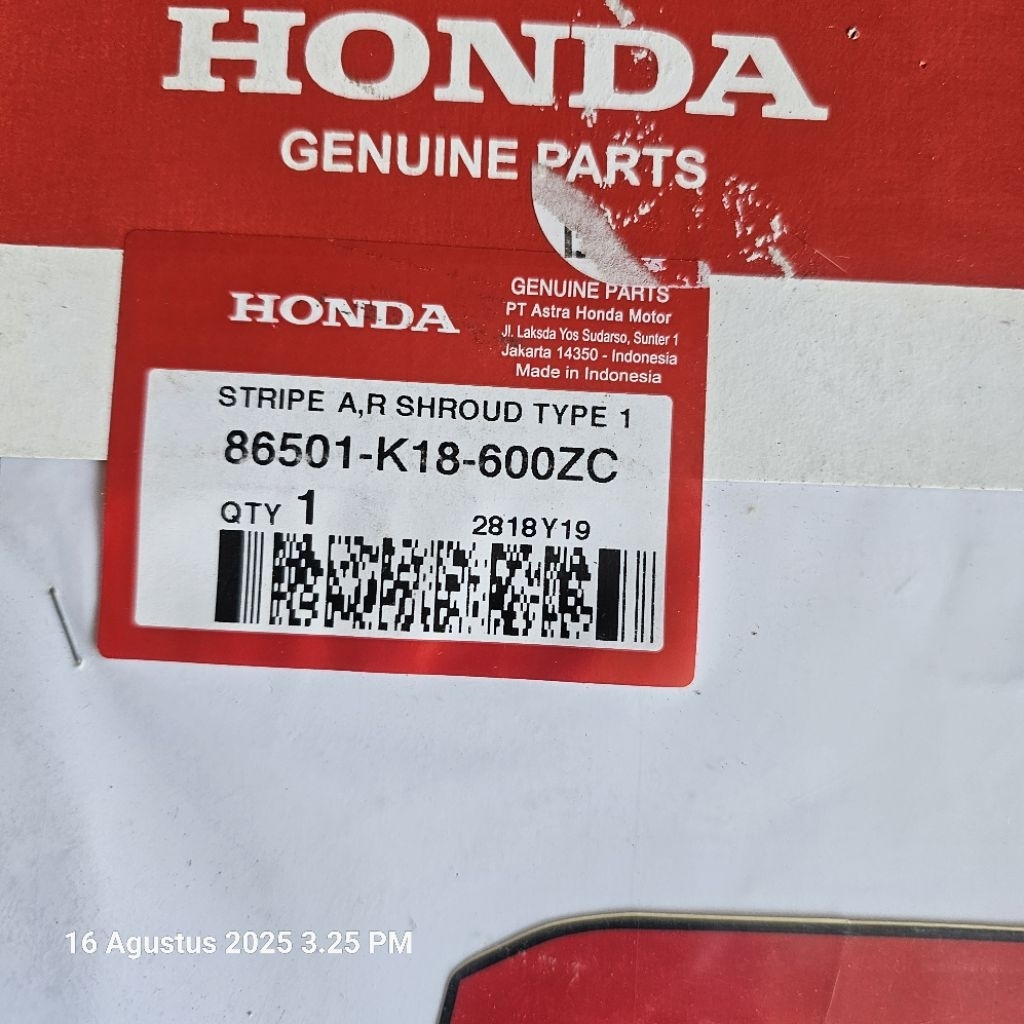 HONDA
GENUINE PARTS
HONDA
GENUINE PARTS
PT Astra Honda Motor
Jl. Laksda Yos Sudarso, Sunter 1
Jakarta 14350 - Indonesia
Made in Indonesia
STRIPE A,R SHROUD TYPE 1
86501-K18-600ZC
QTY 1
2818Y19
16 Agustus 2025 3.25 PM